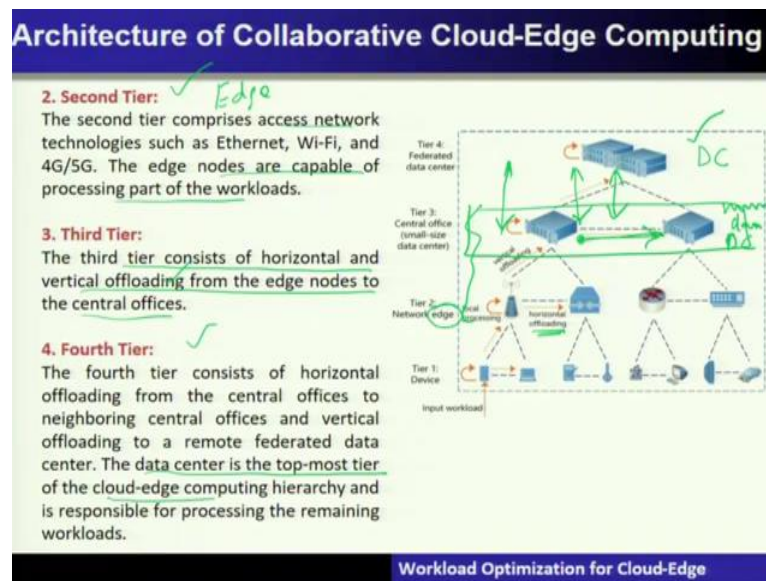 Architecture of Collaborative Cloud-Edge Computing
2. Second Tier:
Edge
The second tier comprises access network
technologies such as Ethernet, Wi-Fi, and
4G/5G. The edge nodes are capable of
processing part of the workloads.
3. Third Tier:
The third tier consists of horizontal and
vertical offloading from the edge nodes to
the central offices.
4. Fourth Tier:
The fourth tier consists of horizontal
offloading from the central offices to
neighboring central offices and vertical
offloading to a remote federated data
center. The data center is the top-most tier
of the cloud-edge computing hierarchy and
is responsible for processing the remaining
workloads.
Tier 4:
Federated
data center
DC
Tier 3:
Central office
(small-size
data center)
DC
vertical
offloading
Tier 2:
Network edge
local
processing
horizontal
offloading
Tier 1:
Device
Input workload
Workload Optimization for Cloud-Edge